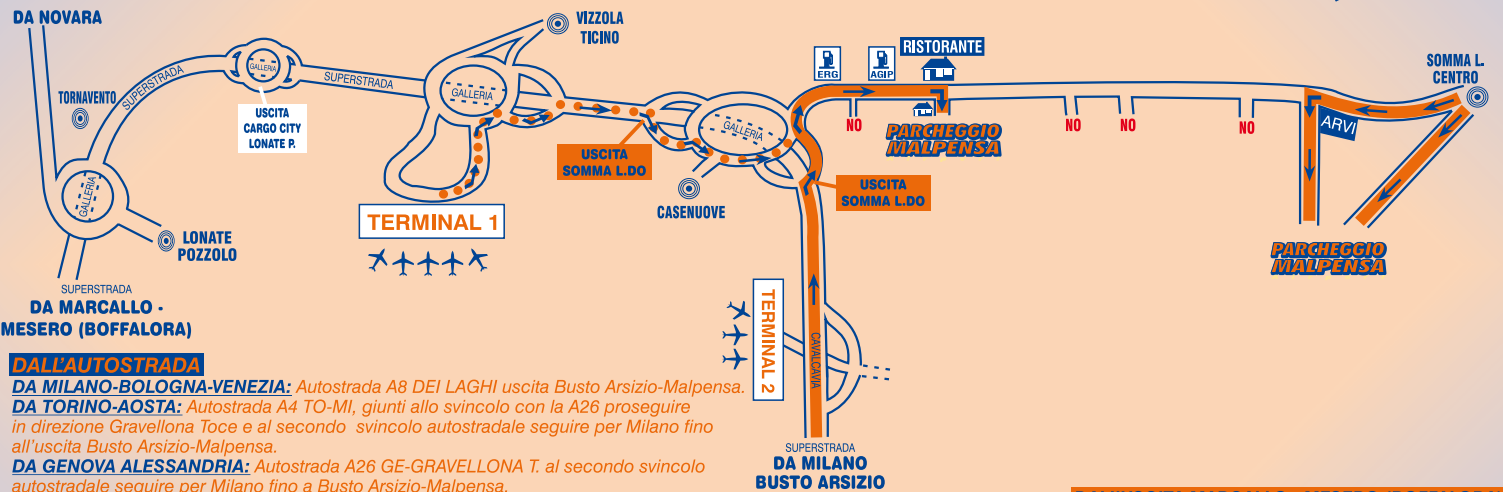 DA NOVARA
TORNAVENTO
SUPERSTRADA
GALLERIA
USCITA
CARGO CITY
LONATE P.
SUPERSTRADA
GALLERIA
LONATE
POZZOLO
SUPERSTRADA
DA MARCALLO -
MESERO (BOFFALORA)
VIZZOLA
TICINO
GALLERIA
TERMINAL 1
USCITA
SOMMA L.DO
GALLERIA
CASENUOVE
USCITA
SOMMA L.DO
TERMINAL 2
CAVALCAVIA
SUPERSTRADA
DA MILANO
BUSTO ARSIZIO
ERG
AGIP
RISTORANTE
NO
PARCHEGGIO
MALPENSA
NO
NO
NO
SOMMA L.
CENTRO
ARVI
PARCHEGGIO
MALPENSA
DALL'AUTOSTRADA
DA MILANO-BOLOGNA-VENEZIA: Autostrada A8 DEI LAGHI uscita Busto Arsizio-Malpensa.
DA TORINO-AOSTA: Autostrada A4 TO-MI, giunti allo svincolo con la A26 proseguire
in direzione Gravellona Toce e al secondo svincolo autostradale seguire per Milano fino
all'uscita Busto Arsizio-Malpensa.
DA GENOVA ALESSANDRIA: Autostrada A26 GE-GRAVELLONA T. al secondo svincolo
autostradale seguire per Milano fino a Busto Arsizio-Malpensa.